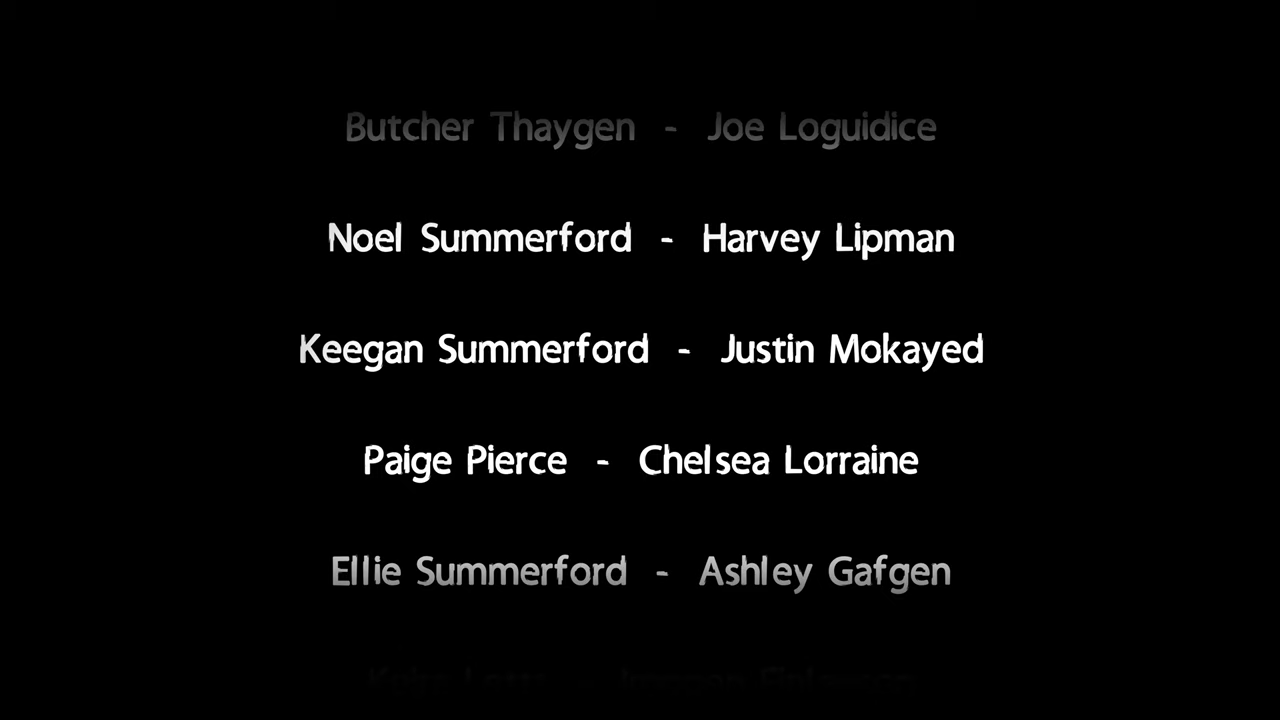 Butcher Thaygen - Joe Loguidice
Noel Summerford - Harvey Lipman
Keegan Summerford - Justin Mokayed
Paige Pierce - Chelsea Lorraine
Ellie Summerford - Ashley Gafgen